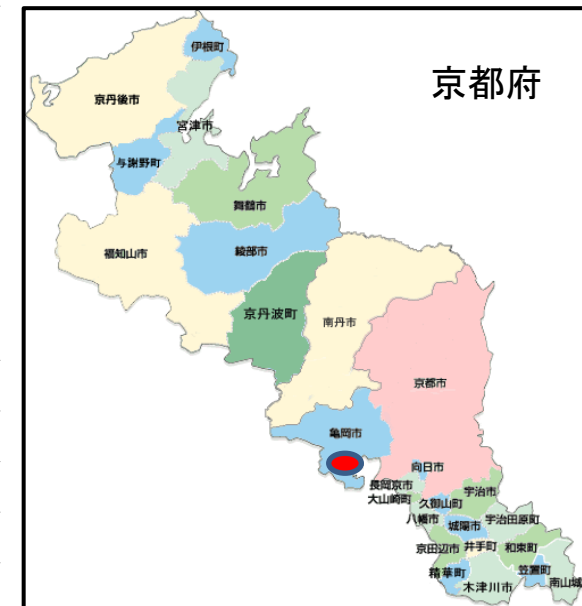 京都府
伊根町
京丹後市
宮津市
与謝野町
舞鶴市
福知山市
綾部市
京丹波町
南丹市
京都市
亀岡市
向日市
長岡京市
大山崎町
久御山町
宇治市
八幡市
城陽市
宇治田原町
京田辺市
井手町
和束町
精華町
笠置町
木津川市
南山城